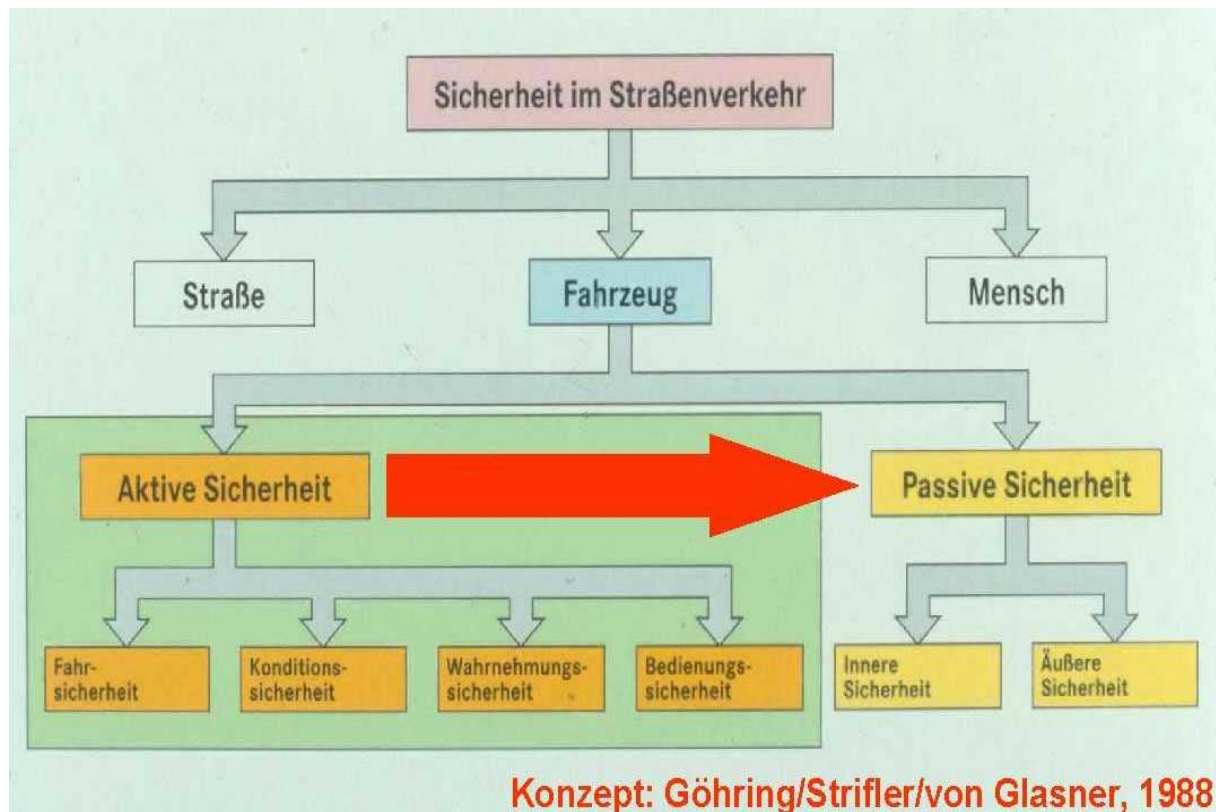 Sicherheit im Straßenverkehr
Straße
Fahrzeug
Mensch
Aktive Sicherheit
Passive Sicherheit
Fahr-
sicherheit
Konditions-
sicherheit
Wahrnehmungs-
sicherheit
Bedienungs-
sicherheit
Innere
Sicherheit
Äußere
Sicherheit
Konzept: Göhring/Strifler/von Glasner, 1988